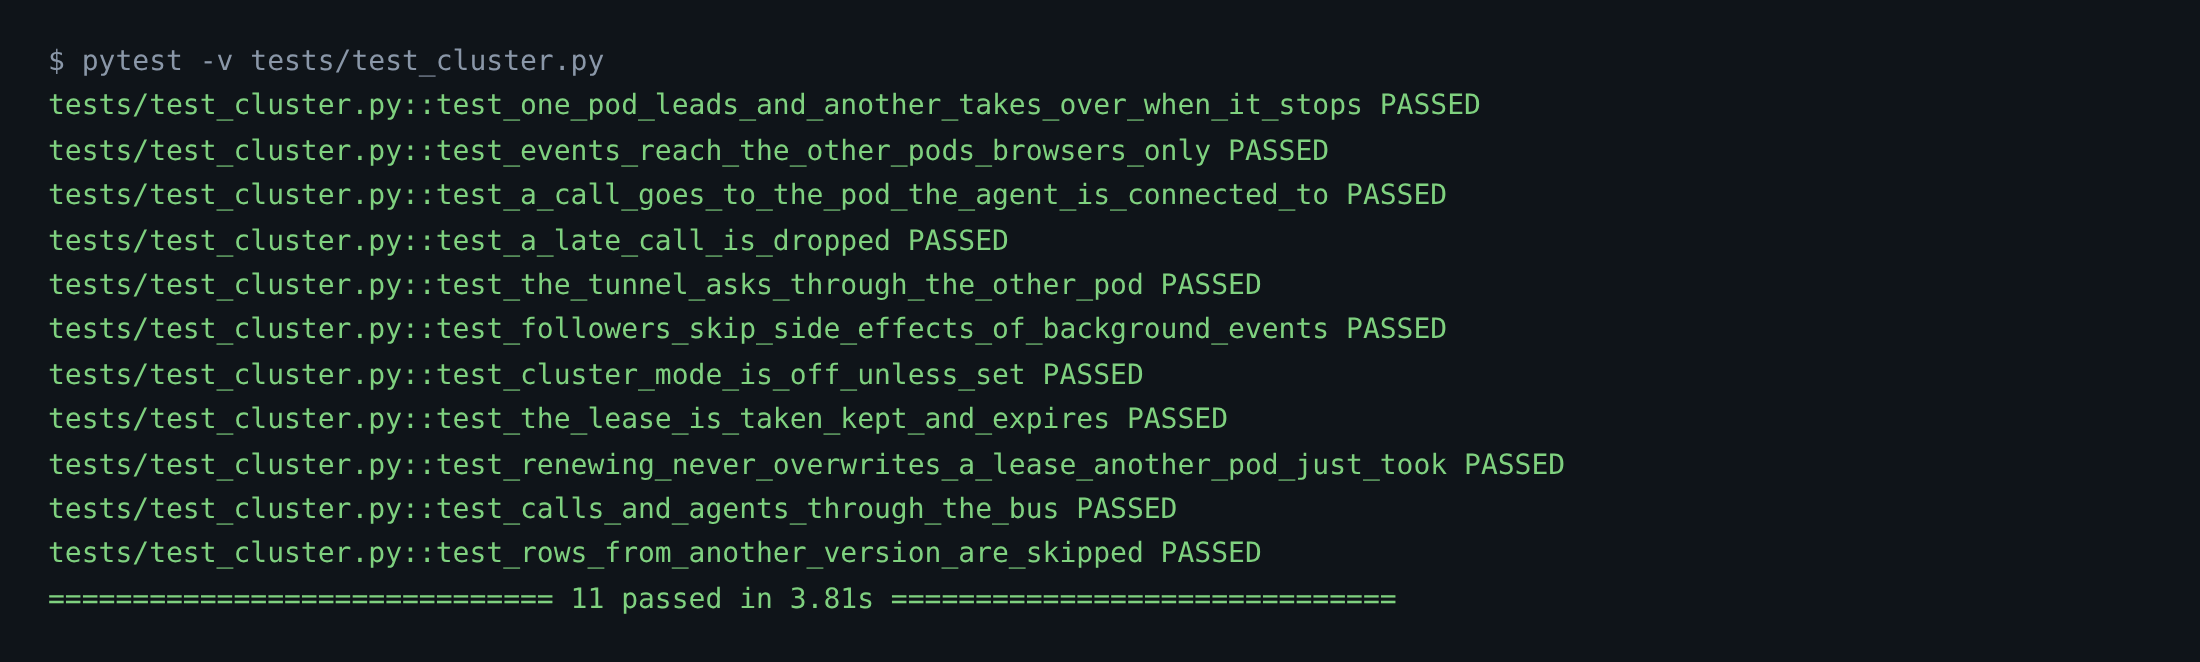 $ pytest -v tests/test_cluster.py
tests/test_cluster.py::test_one_pod_leads_and_another_takes_over_when_it_stops PASSED
tests/test_cluster.py::test_events_reach_the_other_pods_browsers_only PASSED
tests/test_cluster.py::test_a_call_goes_to_the_pod_the_agent_is_connected_to PASSED
tests/test_cluster.py::test_a_late_call_is_dropped PASSED
tests/test_cluster.py::test_the_tunnel_asks_through_the_other_pod PASSED
tests/test_cluster.py::test_followers_skip_side_effects_of_background_events PASSED
tests/test_cluster.py::test_cluster_mode_is_off_unless_set PASSED
tests/test_cluster.py::test_the_lease_is_taken_kept_and_expires PASSED
tests/test_cluster.py::test_renewing_never_overwrites_a_lease_another_pod_just_took PASSED
tests/test_cluster.py::test_calls_and_agents_through_the_bus PASSED
tests/test_cluster.py::test_rows_from_another_version_are_skipped PASSED
============================== 11 passed in 3.81s ==============================